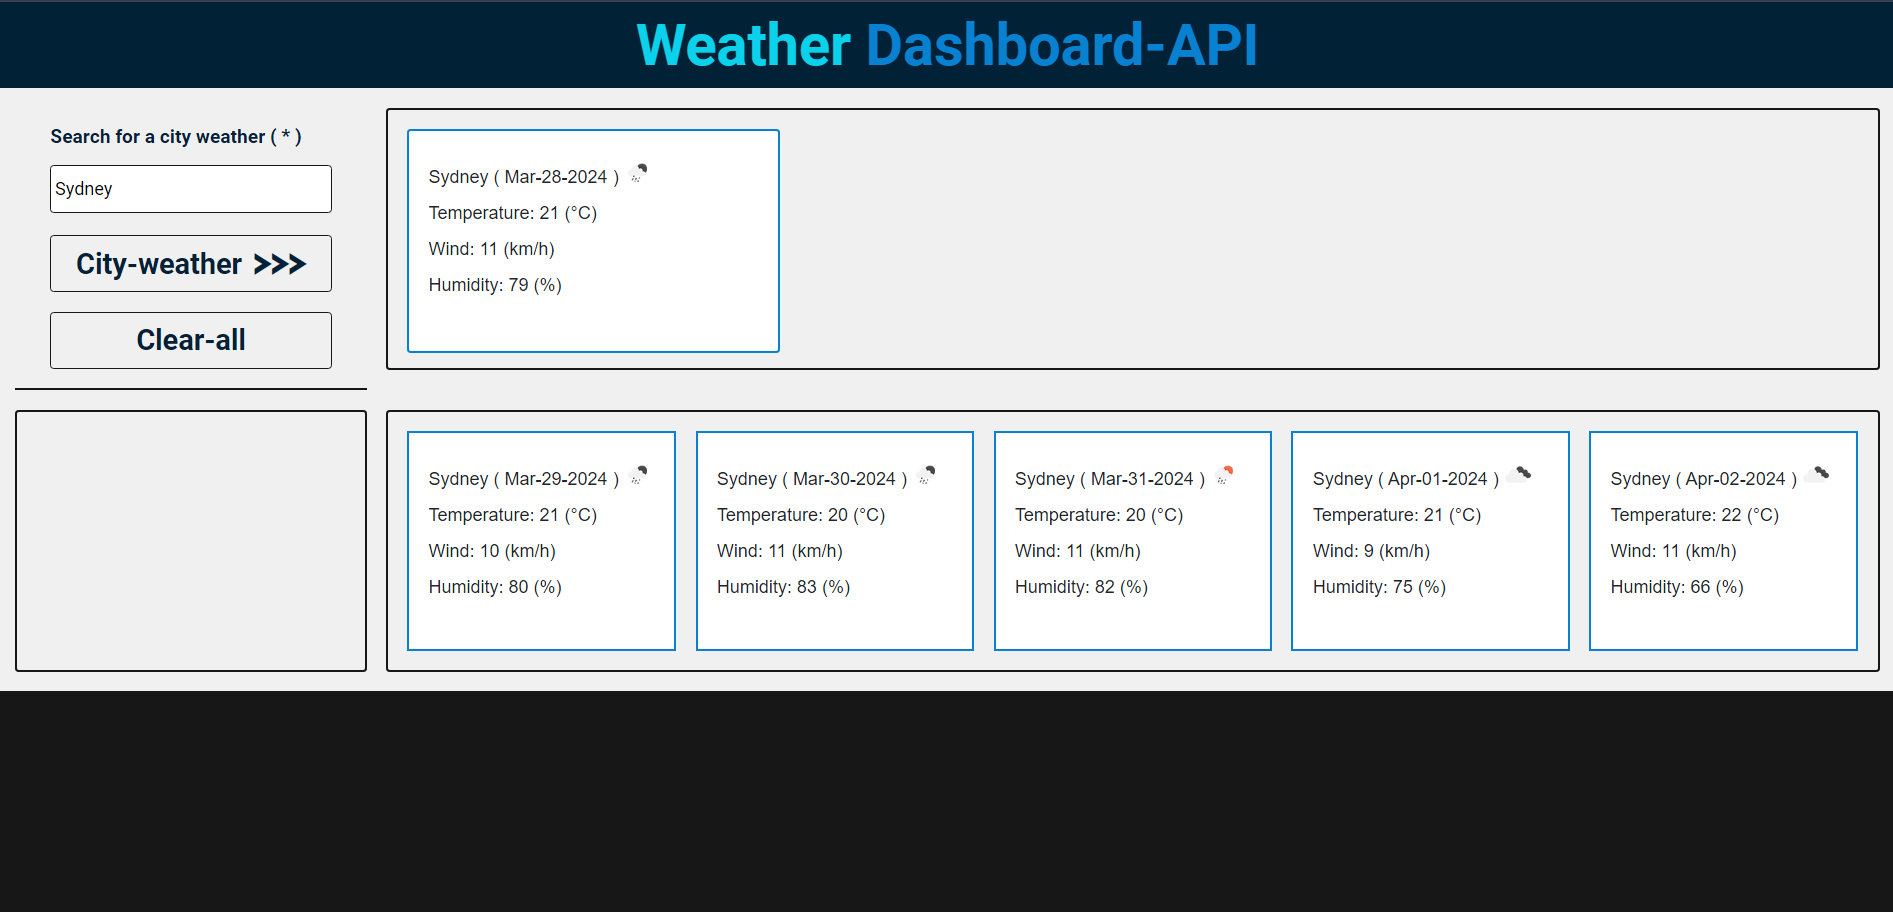 Weather Dashboard-API
Search for a city weather ( * )
Sydney
City-weather >>>
Clear-all
Sydney ( Mar-28-2024 )
Temperature: 21 (°C)
Wind: 11 (km/h)
Humidity: 79 (%)
Sydney ( Mar-29-2024 )
Temperature: 21 (°C)
Wind: 10 (km/h)
Humidity: 80 (%)
Sydney ( Mar-30-2024 )
Temperature: 20 (°C)
Wind: 11 (km/h)
Humidity: 83 (%)
Sydney ( Mar-31-2024 )
Temperature: 20 (°C)
Wind: 11 (km/h)
Humidity: 82 (%)
Sydney ( Apr-01-2024 )
Temperature: 21 (°C)
Wind: 9 (km/h)
Humidity: 75 (%)
Sydney ( Apr-02-2024 )
Temperature: 22 (°C)
Wind: 11 (km/h)
Humidity: 66 (%)